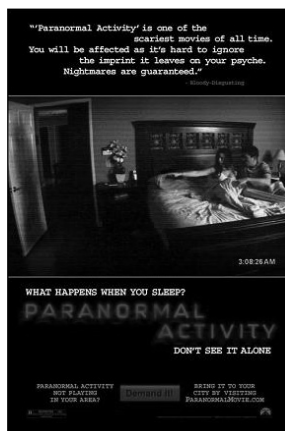 “‘Paranormal Activity’ is one of the
scariest movies of all time.
You will be affected as it's hard to ignore
the imprint it leaves on your psyche.
Nightmares are guaranteed.”
- Bloody-Disgusting
3:08:26 AM
WHAT HAPPENS WHEN YOU SLEEP?
PARANORMAL
ACTIVITY
DON'T SEE IT ALONE
PARANORMAL ACTIVITY
NOT PLAYING
IN YOUR AREA?
Demand it!
BRING IT TO YOUR
CITY BY VISITING
PARANORMALMOVIE.COM